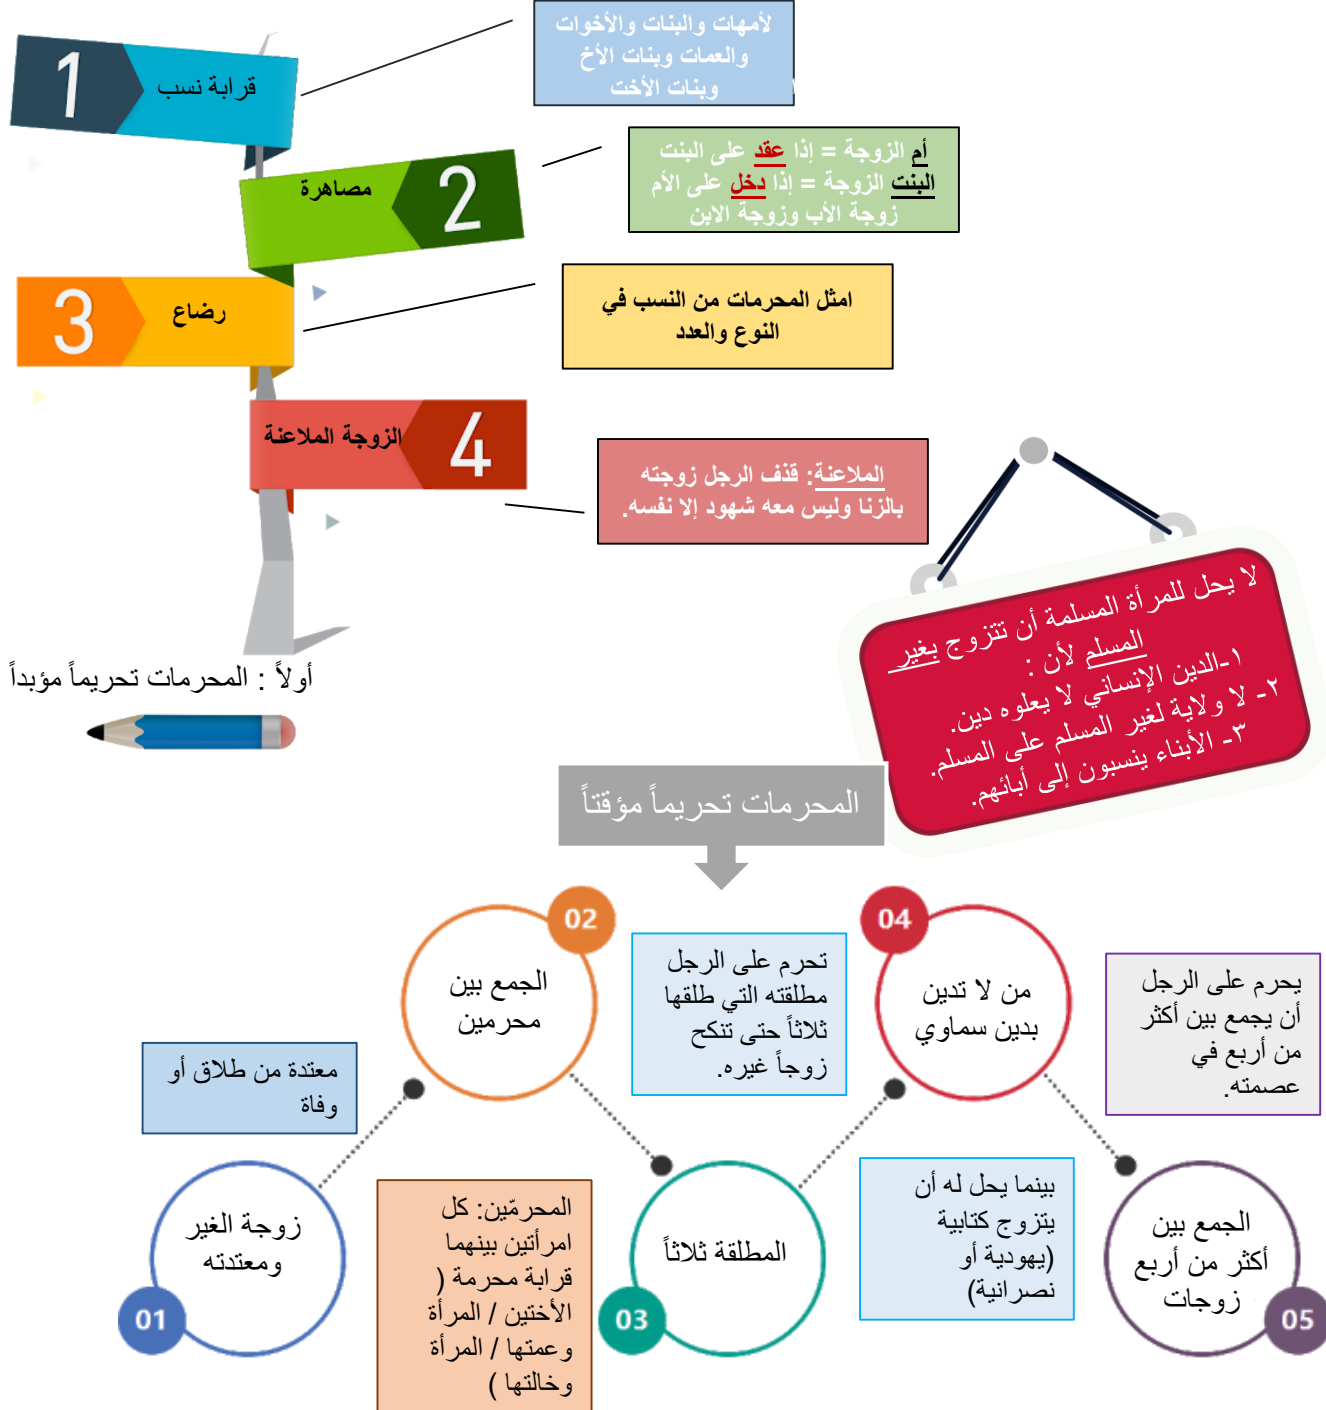 1
قرابة نسب
لأمهات والبنات والأخوات
والعمات وبنات الأخ
وبنات الأخت
مصاهرة
2
أم الزوجة = إذا عقد على البنت
البنت الزوجة = إذا دخل على الأم
زوجة الأب وزوجة الابن
3
رضاع
امثل المحرمات من النسب في
النوع والعدد
الزوجة الملاعنة
4
الملاعنة: قذف الرجل زوجته
بالزنا وليس معه شهود إلا نفسه.
لا يحل للمرأة المسلمة أن تتزوج بغير
المسلم لأن :
١-الدين الإنساني لا يعلوه دين.
٢- لا ولاية لغير المسلم على المسلم.
٣- الأبناء ينسبون إلى أبائهم.
أولاً : المحرمات تحريماً مؤبداً
المحرمات تحريماً مؤقتاً
01
زوجة الغير
ومعتدته
معتدة من طلاق أو
وفاة
02
الجمع بين
محرمين
المحرمّين: كل
امرأتين بينهما
قرابة محرمة (
الأختين / المرأة
وعمتها / المرأة
وخالتها )
03
المطلقة ثلاثاً
تحرم على الرجل
مطلقته التي طلقها
ثلاثاً حتى تنكح
زوجاً غيره.
04
من لا تدين
بدين سماوي
بينما يحل له أن
يتزوج كتابية
(يهودية أو
نصرانية)
05
الجمع بين
أكثر من أربع
زوجات
يحرم على الرجل
أن يجمع بين أكثر
من أربع في
عصمته.